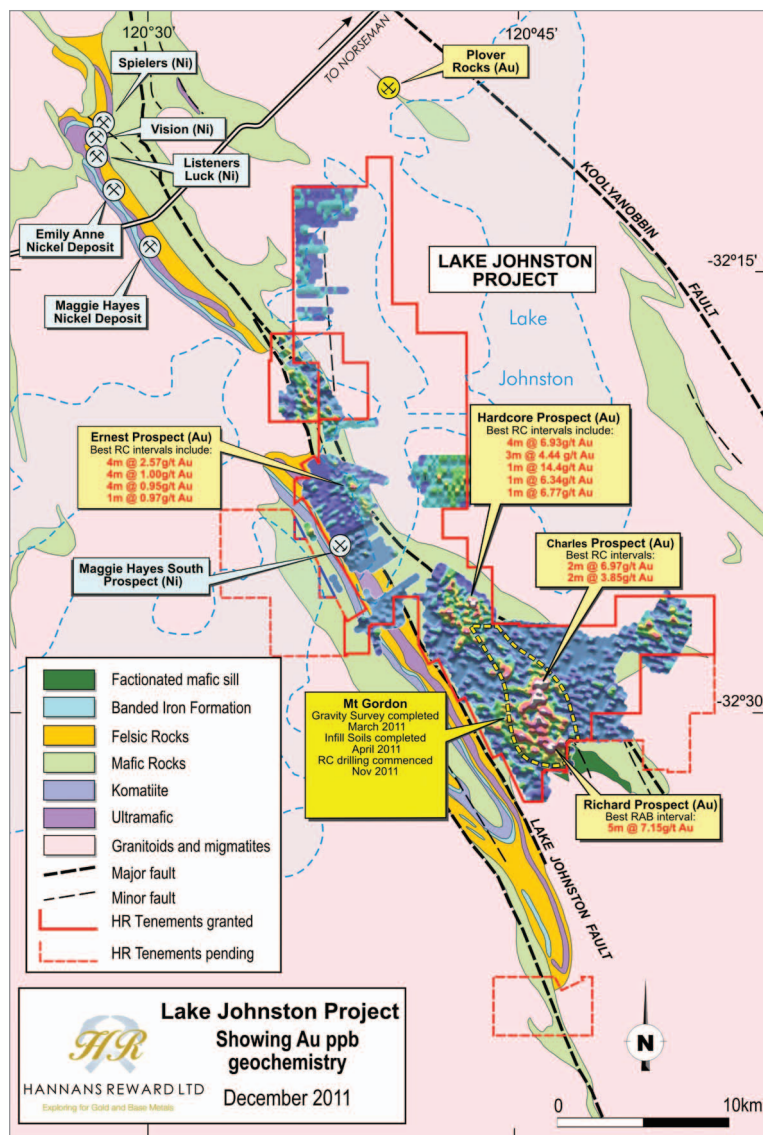 120º30'
120º45'
Spielers (Ni)
Vision (Ni)
Listeners
Luck (Ni)
Emily Anne
Nickel Deposit
Maggie Hayes
Nickel Deposit
TO NORSEMAN
Plover
Rocks (Au)
KOOLYANOBBIN
FAULT
-32º15'
LAKE JOHNSTON
PROJECT
Lake
Johnston
Hardcore Prospect (Au)
Best RC intervals include:
4m @ 6.93g/t Au
3m @ 4.44 g/t Au
1m @ 14.4g/t Au
1m @ 6.34g/t Au
1m @ 6.77g/t Au
Ernest Prospect (Au)
Best RC intervals include:
4m @ 2.57g/t Au
4m @ 1.00g/t Au
4m @ 0.95g/t Au
1m @ 0.97g/t Au
Charles Prospect (Au)
Best RC intervals:
2m @ 6.97g/t Au
2m @ 3.85g/t Au
Maggie Hayes South
Prospect (Ni)
-32º30'
Mt Gordon
Gravity Survey completed
March 2011
Infill Soils completed
April 2011
RC drilling commenced
Nov 2011
Richard Prospect (Au)
Best RAB interval:
5m @ 7.15g/t Au
LAKE JOHNSTON FAULT
Factionated mafic sill
Banded Iron Formation
Felsic Rocks
Mafic Rocks
Komatiite
Ultramafic
Granitoids and migmatites
Major fault
Minor fault
HR Tenements granted
HR Tenements pending
HR
HANNANS REWARD LTD
Exploring for Gold and Base Metals
Lake Johnston Project
Showing Au ppb
geochemistry
December 2011
N
0
10km